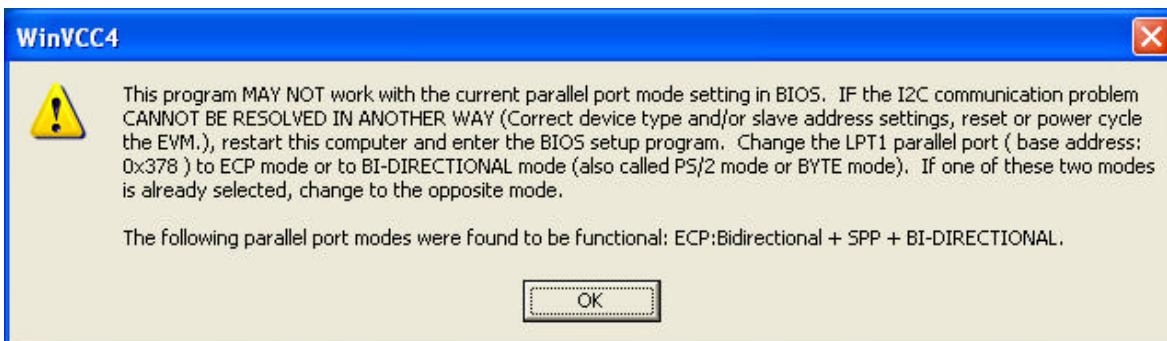 WinVCC4
This program MAY NOT work with the current parallel port mode setting in BIOS.  IF the I2C communication problem
CANNOT BE RESOLVED IN ANOTHER WAY (Correct device type and/or slave address settings, reset or power cycle
the EVM.), restart this computer and enter the BIOS setup program.  Change the LPT1 parallel port ( base address:
0x378 ) to ECP mode or to BI-DIRECTIONAL mode (also called PS/2 mode or BYTE mode).  If one of these two modes
is already selected, change to the opposite mode.
The following parallel port modes were found to be functional: ECP:Bidirectional + SPP + BI-DIRECTIONAL.
OK